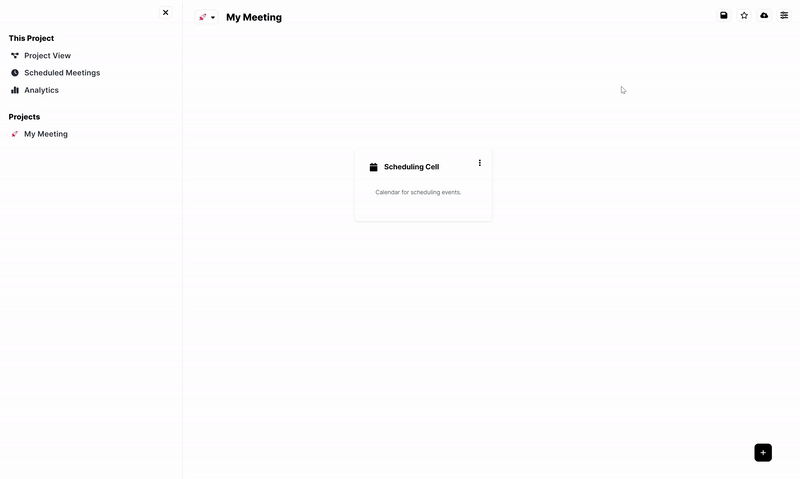 My Meeting
This Project
Project View
Scheduled Meetings
Analytics
Projects
My Meeting
Scheduling Cell
Calendar for scheduling events.